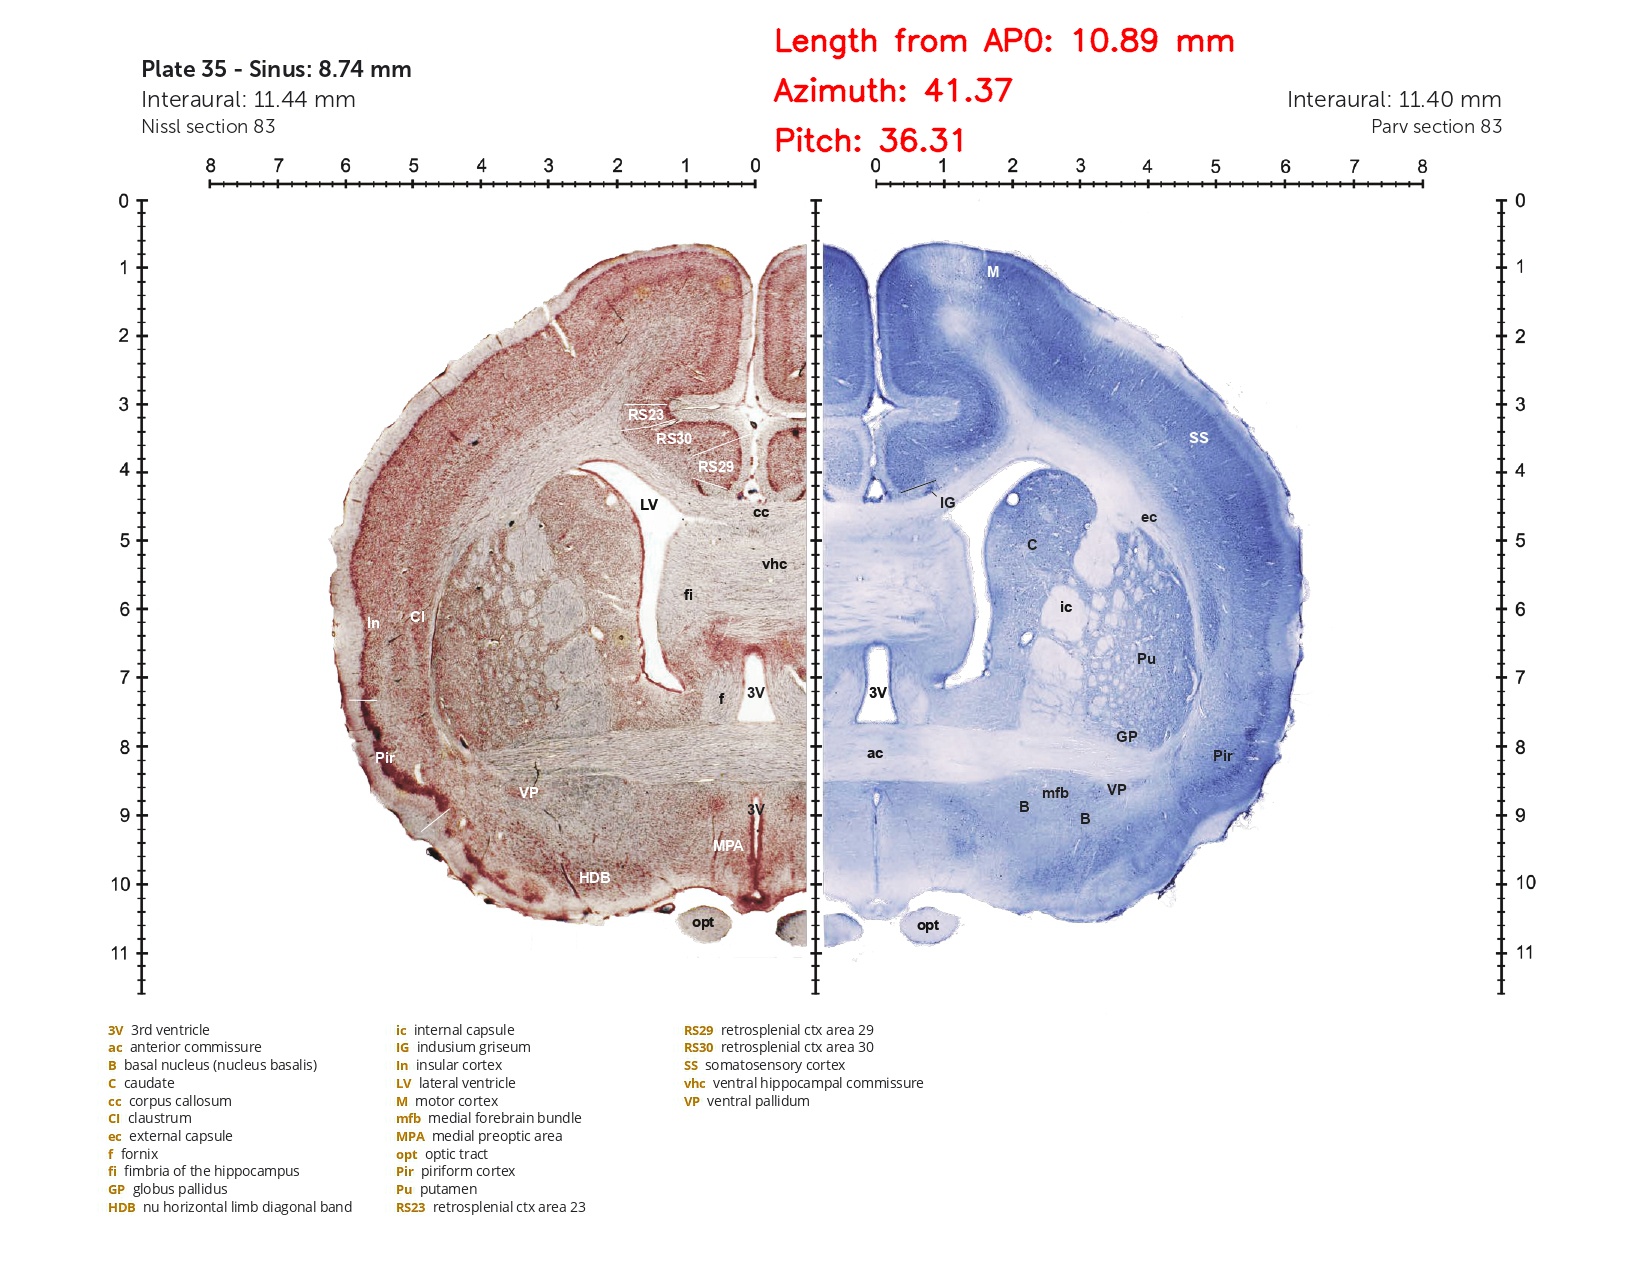 Length from AP0: 10.89 mm
Plate 35 - Sinus: 8.74 mm
Azimuth: 41.37
Interaural: 11.44 mm
Interaural: 11.40 mm
Nissl section 83
Parv section 83
Pitch: 36.31
8 7 6 5 4 3 2 1 0
0 1 2 3 4 5 6 7 8
0
0
1
M
1
2
2
3
3
RS23
RS30
SS
RS29
4
4
LV
IG
cc
ec
5
C
5
vhc
fi
6
ic
6
In
Cl
Pu
7
f
3V
3V
7
GP
8
Pir
ac
Pir
8
VP
mfb
VP
B
3V
B
9
9
MPA
HDB
10
10
opt
opt
11
11
3V 3rd ventricle
ac anterior commissure
B basal nucleus (nucleus basalis)
C caudate
cc corpus callosum
Cl claustrum
ec external capsule
f fornix
fi fimbria of the hippocampus
GP globus pallidus
HDB nu horizontal limb diagonal band
ic internal capsule
IG indusium griseum
In insular cortex
LV lateral ventricle
M motor cortex
mfb medial forebrain bundle
MPA medial preoptic area
opt optic tract
Pir piriform cortex
Pu putamen
RS23 retrosplenial ctx area 23
RS29 retrosplenial ctx area 29
RS30 retrosplenial ctx area 30
SS somatosensory cortex
vhc ventral hippocampal commissure
VP ventral pallidum